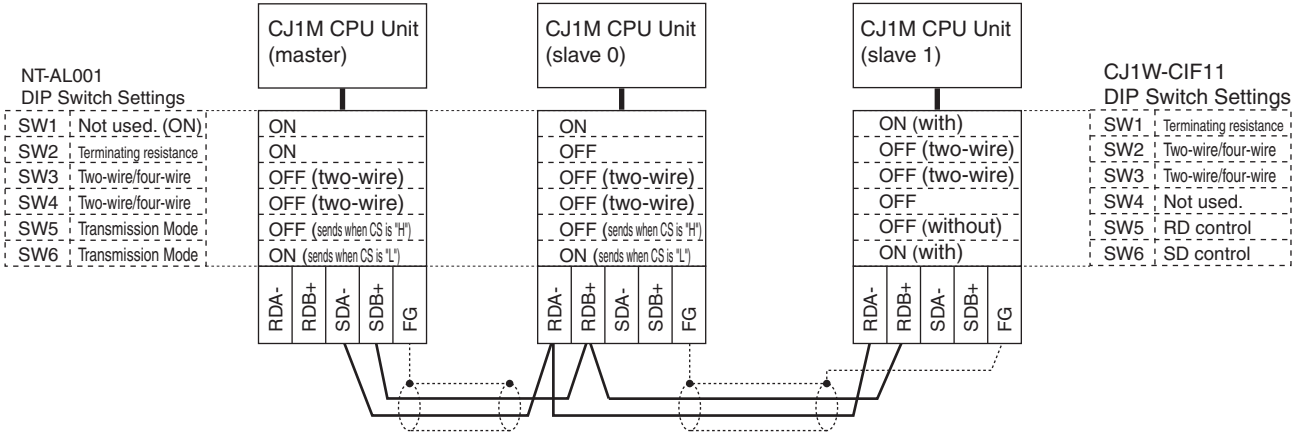 CJ1M CPU Unit
(master)
CJ1M CPU Unit
(slave 0)
CJ1M CPU Unit
(slave 1)
NT-AL001
DIP Switch Settings
SW1 Not used. (ON)
SW2 Terminating resistance
SW3 Two-wire/four-wire
SW4 Two-wire/four-wire
SW5 Transmission Mode
SW6 Transmission Mode
ON
ON
OFF (two-wire)
OFF (two-wire)
OFF (sends when CS is "H")
ON (sends when CS is "L")
RDA-
RDB+
SDA-
SDB+
FG
ON
OFF
OFF (two-wire)
OFF (two-wire)
OFF (sends when CS is "H")
ON (sends when CS is "L")
RDA-
RDB+
SDA-
SDB+
FG
ON (with)
OFF (two-wire)
OFF (two-wire)
OFF
OFF (without)
ON (with)
RDA-
RDB+
SDA-
SDB+
FG
CJ1W-CIF11
DIP Switch Settings
SW1 Terminating resistance
SW2 Two-wire/four-wire
SW3 Two-wire/four-wire
SW4 Not used.
SW5 RD control
SW6 SD control